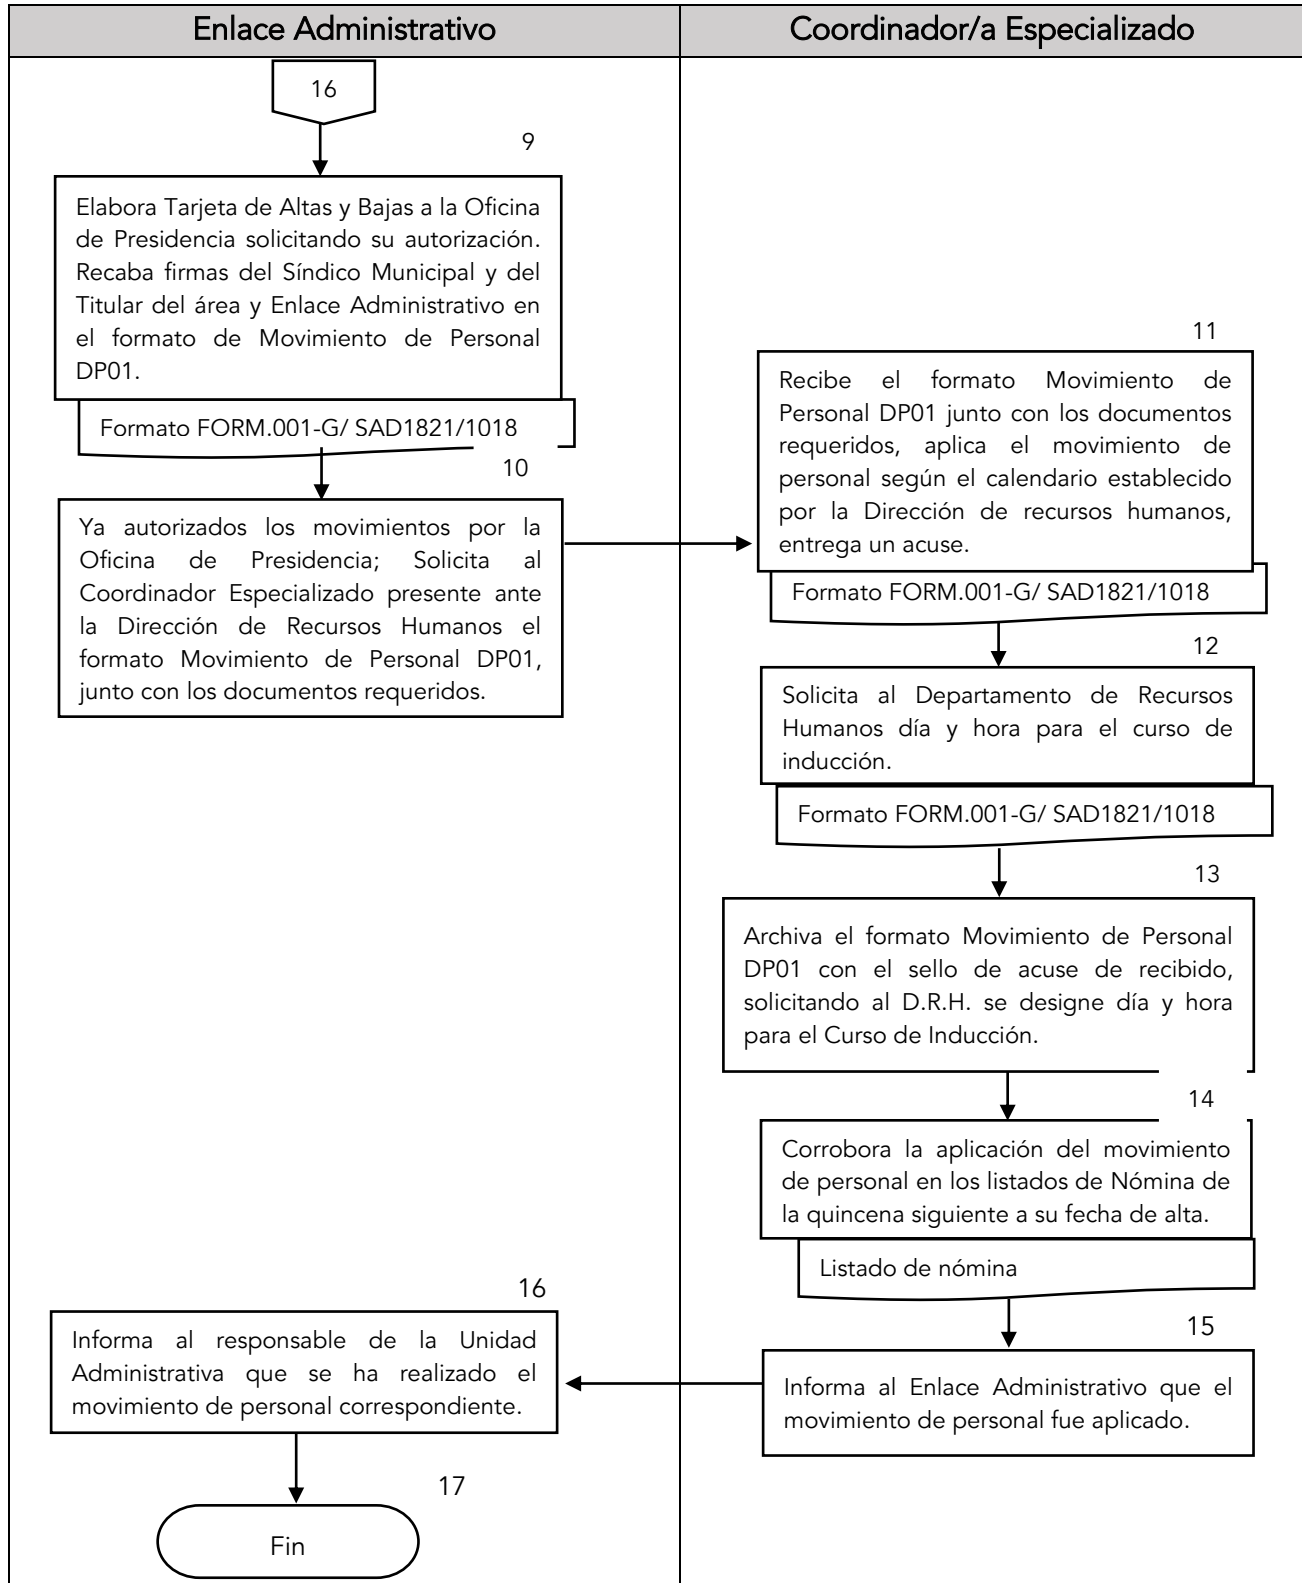 Enlace Administrativo
Coordinador/a Especializado
16
9
Elabora Tarjeta de Altas y Bajas a la Oficina
de Presidencia solicitando su autorización.
Recaba firmas del Síndico Municipal y del
Titular del área y Enlace Administrativo en
el formato de Movimiento de Personal
DP01.
Formato FORM.001-G/ SAD1821/1018
10
Ya autorizados los movimientos por la
Oficina de Presidencia; Solicita al
Coordinador Especializado presente ante
la Dirección de Recursos Humanos el
formato Movimiento de Personal DP01,
junto con los documentos requeridos.
11
Recibe el formato Movimiento de
Personal DP01 junto con los documentos
requeridos, aplica el movimiento de
personal según el calendario establecido
por la Dirección de recursos humanos,
entrega un acuse.
Formato FORM.001-G/ SAD1821/1018
12
Solicita al Departamento de Recursos
Humanos día y hora para el curso de
inducción.
Formato FORM.001-G/ SAD1821/1018
13
Archiva el formato Movimiento de Personal
DP01 con el sello de acuse de recibido,
solicitando al D.R.H. se designe día y hora
para el Curso de Inducción.
14
Corrobora la aplicación del movimiento
de personal en los listados de Nómina de
la quincena siguiente a su fecha de alta.
Listado de nómina
15
Informa al Enlace Administrativo que el
movimiento de personal fue aplicado.
16
Informa al responsable de la Unidad
Administrativa que se ha realizado el
movimiento de personal correspondiente.
17
Fin